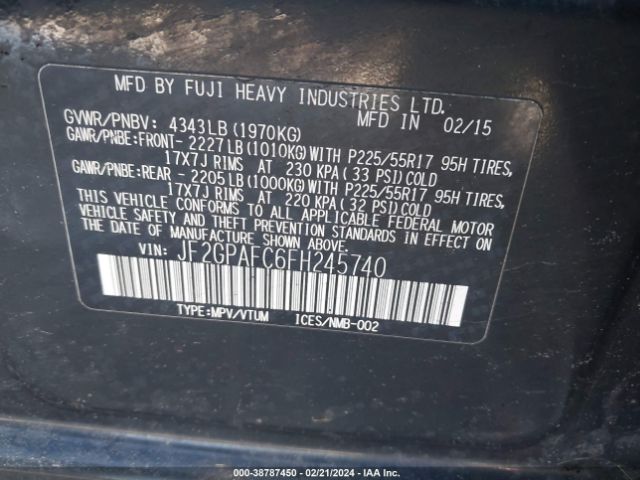 MFD BY FUJI HEAVY INDUSTRIES LTD.
GVWR/PNBV: 4343LB(1970KG) MFD IN 02/15
GAWR/PNBE:FRONT- 2227LB(1010KG)WITH P225/55R17 95H TIRES,
17X7J RIMS AT 230 KPA(33 PSI)COLD
GAWR/PNBE:REAR - 2205LB(1000KG)WITH P225/55R17 95H TIRES,
17X7J RIMS AT 220 KPA(32 PSI)COLD
THIS VEHICLE CONFORMS TO ALL APPLICABLE FEDERAL MOTOR
VEHICLE SAFETY AND THEFT PREVENTION STANDARDS IN EFFECT
ON THE DATE OF MANUFACTURE SHOWN ABOVE.
VIN: JF2GPAFC6FH245740
TYPE:MPV/VTUM ICES/NMB-002
000-38787450 - 02/21/2024 - IAA Inc.